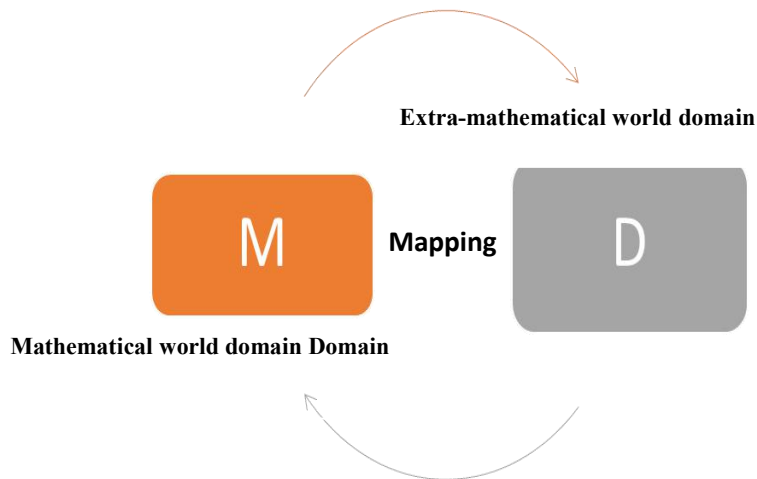 Extra-mathematical world domain
M
Mapping
D
Mathematical world domain Domain